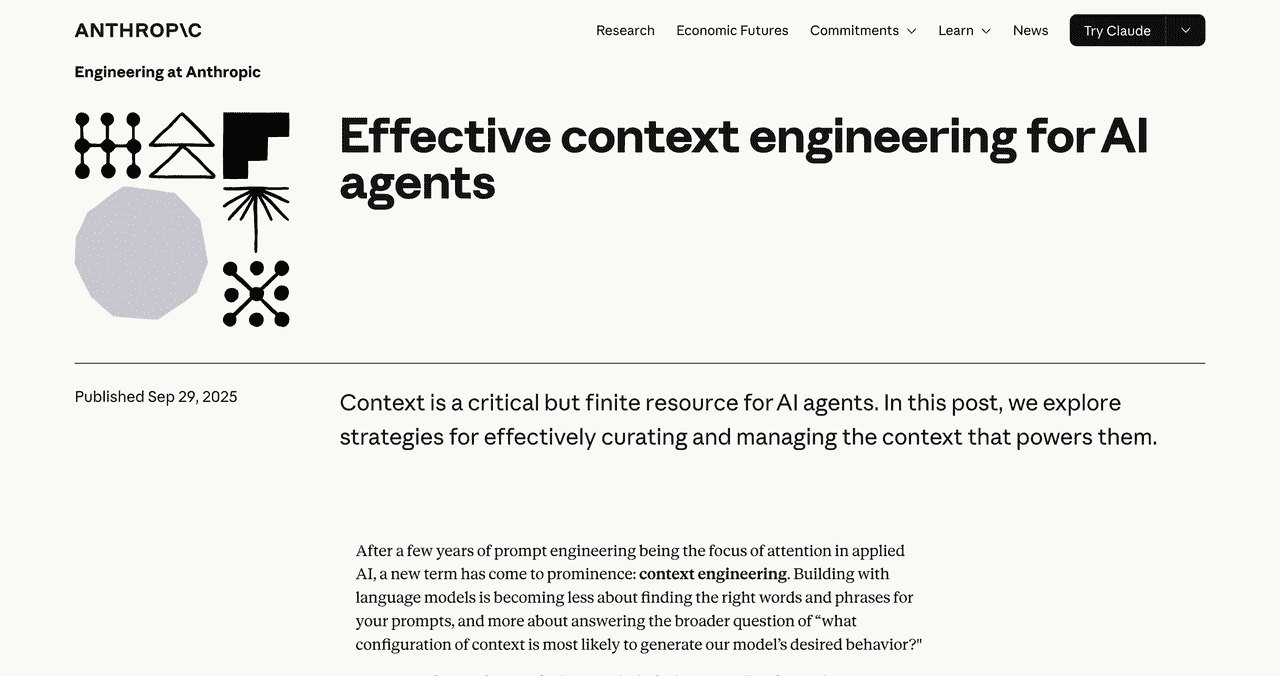 ANTHROP\C
Research Economic Futures Commitments Learn News Try Claude
Engineering at Anthropic
Effective context engineering for AI
agents
Published Sep 29, 2025
Context is a critical but finite resource for AI agents. In this post, we explore
strategies for effectively curating and managing the context that powers them.
After a few years of prompt engineering being the focus of attention in applied
AI, a new term has come to prominence: context engineering. Building with
language models is becoming less about finding the right words and phrases for
your prompts, and more about answering the broader question of “what
configuration of context is most likely to generate our model’s desired behavior?"